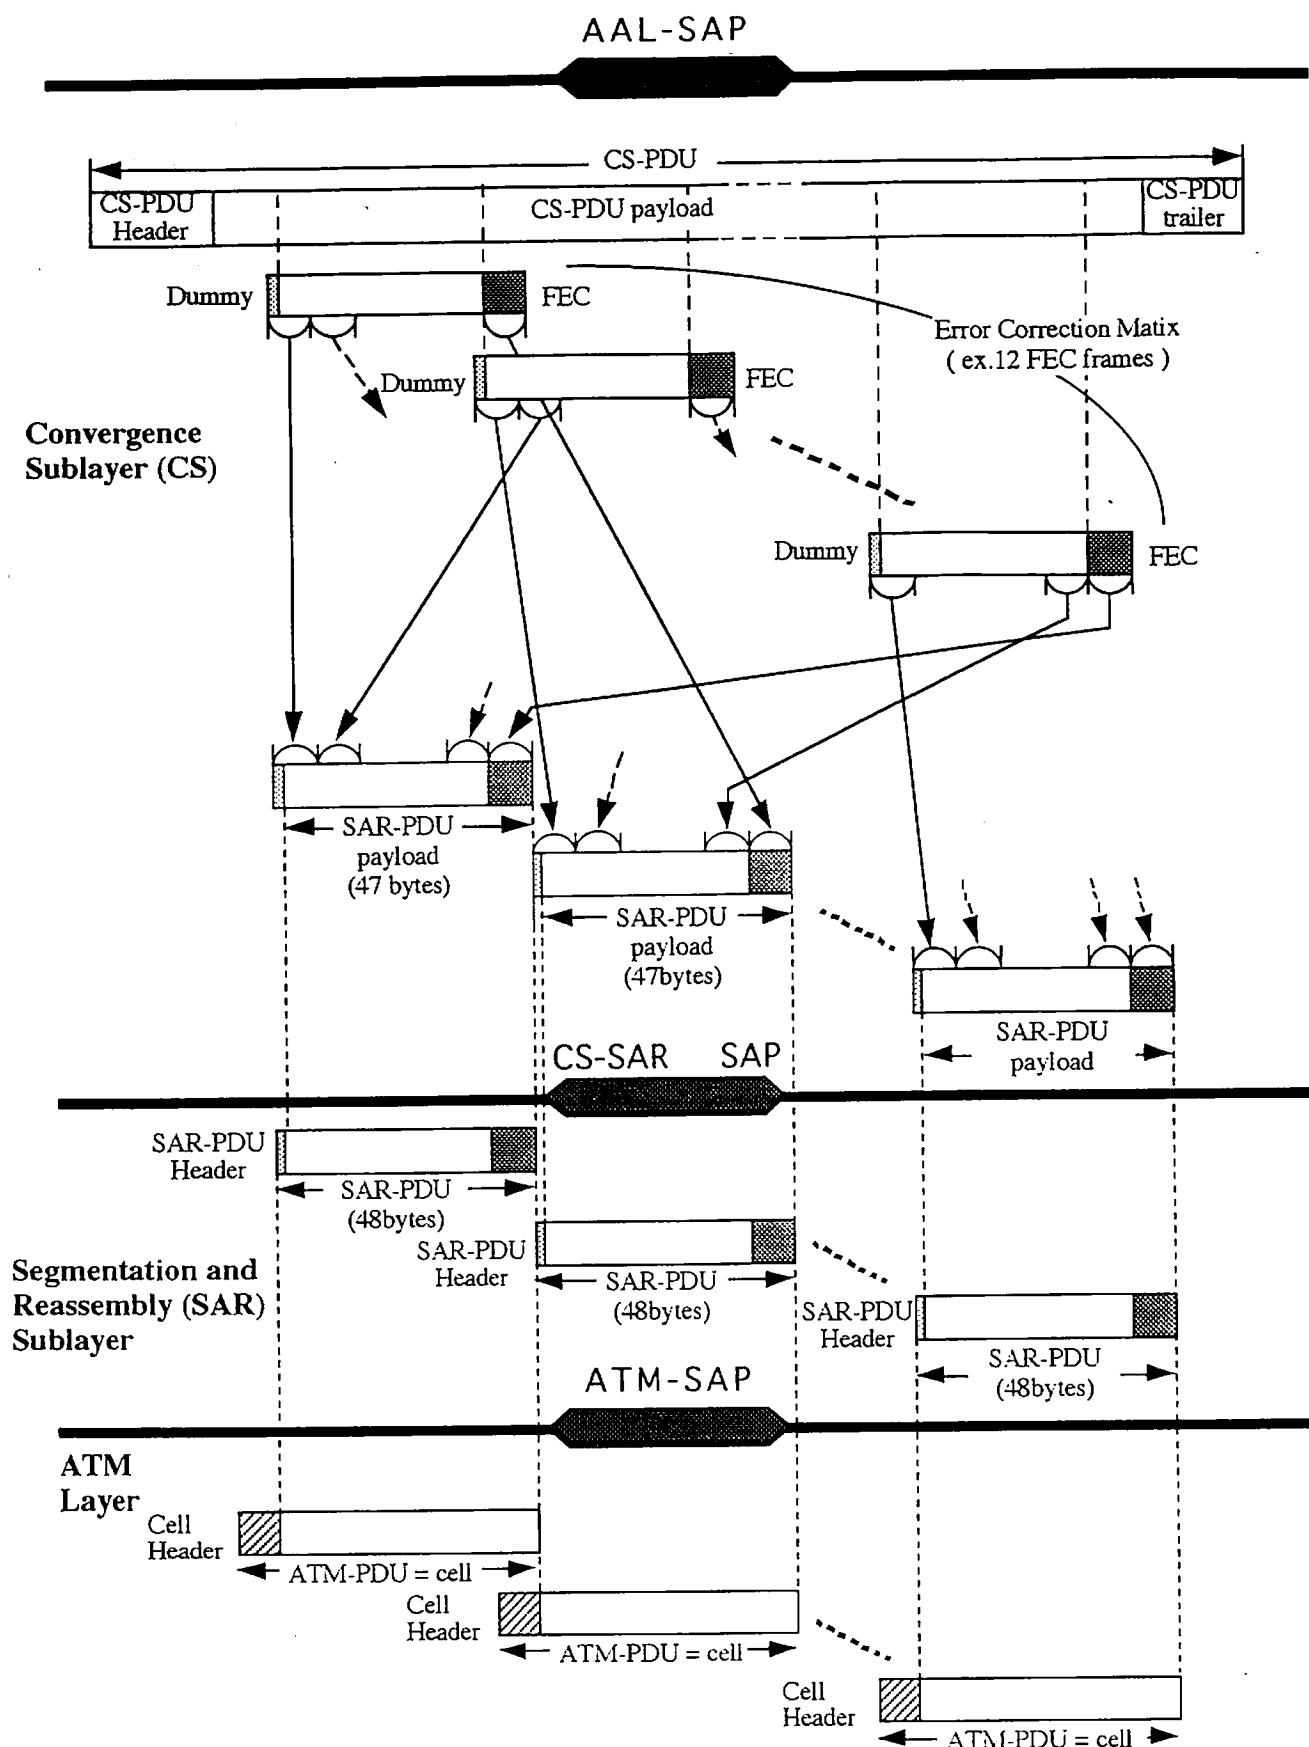 AAL-SAP
CS-PDU
CS-PDU
Header
CS-PDU payload
CS-PDU
trailer
Dummy
FEC
Error Correction Matix
( ex.12 FEC frames )
Dummy
FEC
Convergence
Sublayer (CS)
Dummy
FEC
SAR-PDU
payload
(47 bytes)
SAR-PDU
payload
(47bytes)
SAR-PDU
payload
CS-SAR SAP
SAR-PDU
Header
SAR-PDU
(48bytes)
SAR-PDU
Header
SAR-PDU
(48bytes)
Segmentation and
Reassembly (SAR)
Sublayer
SAR-PDU
Header
SAR-PDU
(48bytes)
ATM-SAP
ATM
Layer
Cell
Header
ATM-PDU = cell
Cell
Header
ATM-PDU = cell
Cell
Header
ATM-PDU = cell